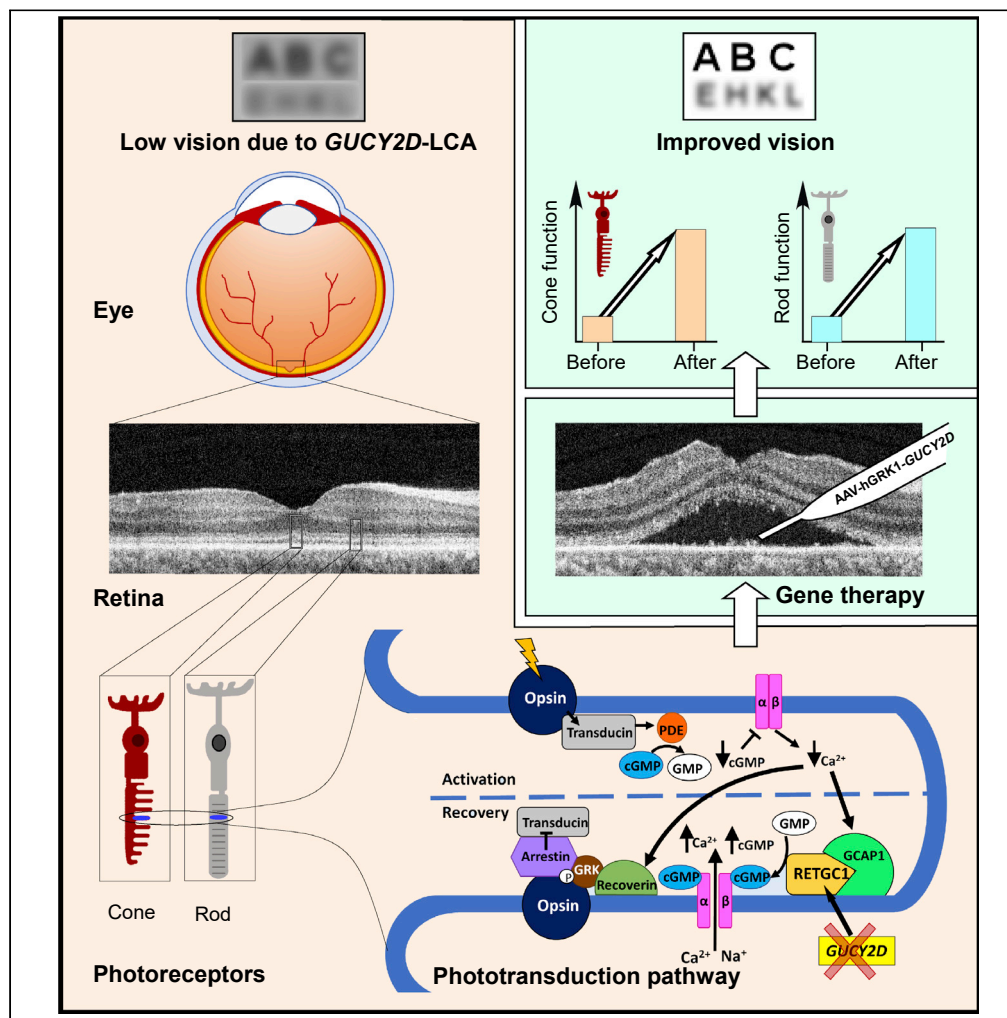 A B C
E H K L
Low vision due to GUCY2D-LCA
Eye
Retina
Cone
Rod
Photoreceptors
A B C
E H K L
Improved vision
Cone function
Before
After
Rod function
Before
After
AAV-hGRK1-GUCY2D
Gene therapy
Opsin
Transducin
PDE
cGMP
GMP
cGMP
α β
Ca²⁺
Activation
Recovery
Transducin
Arrestin
P
GRK
Opsin
Recoverin
Ca²⁺
cGMP
cGMP
α
β
cGMP
GMP
RETGC1
GCAP1
Ca²⁺ Na⁺
GUCY2D
Phototransduction pathway